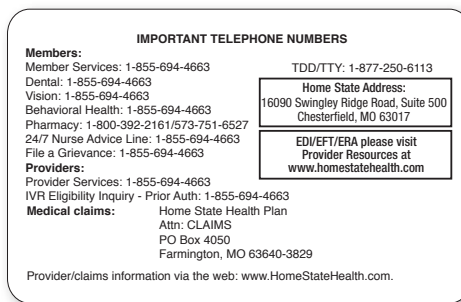 IMPORTANT TELEPHONE NUMBERS
Members:
Member Services: 1-855-694-4663
TDD/TTY: 1-877-250-6113
Dental: 1-855-694-4663
Vision: 1-855-694-4663
Behavioral Health: 1-855-694-4663
Pharmacy: 1-800-392-2161/573-751-6527
24/7 Nurse Advice Line: 1-855-694-4663
File a Grievance: 1-855-694-4663
Home State Address:
16090 Swingley Ridge Road, Suite 500
Chesterfield, MO 63017
EDI/EFT/ERA please visit
Provider Resources at
www.homestatehealth.com
Providers:
Provider Services: 1-855-694-4663
IVR Eligibility Inquiry - Prior Auth: 1-855-694-4663
Medical claims: Home State Health Plan
Attn: CLAIMS
PO Box 4050
Farmington, MO 63640-3829
Provider/claims information via the web: www.HomeStateHealth.com.